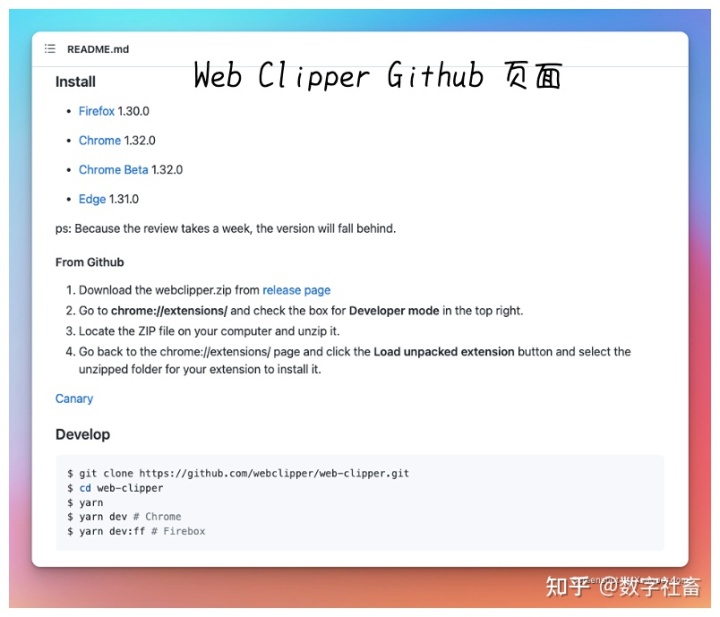 README.md
Web Clipper Github 页面
Install
Firefox 1.30.0
Chrome 1.32.0
Chrome Beta 1.32.0
Edge 1.31.0
ps: Because the review takes a week, the version will fall behind.
From Github
1. Download the webclipper.zip from release page
2. Go to chrome://extensions/ and check the box for Developer mode in the top right.
3. Locate the ZIP file on your computer and unzip it.
4. Go back to the chrome://extensions/ page and click the Load unpacked extension button and select the
unzipped folder for your extension to install it.
Canary
Develop
$ git clone https://github.com/webclipper/web-clipper.git
$ cd web-clipper
$ yarn
$ yarn dev # Chrome
$ yarn dev:ff # Firebox
知乎 @数字社畜